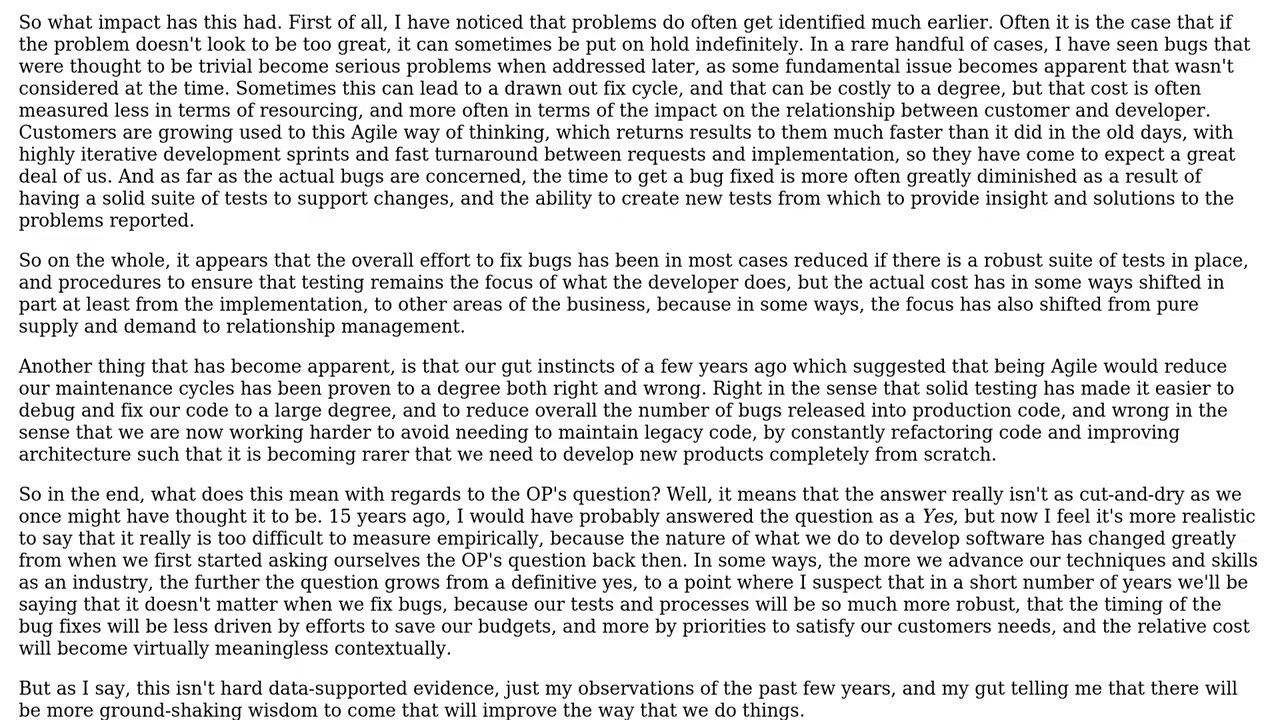 So what impact has this had. First of all, I have noticed that problems do often get identified much earlier. Often it is the case that if
the problem doesn't look to be too great, it can sometimes be put on hold indefinitely. In a rare handful of cases, I have seen bugs that
were thought to be trivial become serious problems when addressed later, as some fundamental issue becomes apparent that wasn't
considered at the time. Sometimes this can lead to a drawn out fix cycle, and that can be costly to a degree, but that cost is often
measured less in terms of resourcing, and more often in terms of the impact on the relationship between customer and developer.
Customers are growing used to this Agile way of thinking, which returns results to them much faster than it did in the old days, with
highly iterative development sprints and fast turnaround between requests and implementation, so they have come to expect a great
deal of us. And as far as the actual bugs are concerned, the time to get a bug fixed is more often greatly diminished as a result of
having a solid suite of tests to support changes, and the ability to create new tests from which to provide insight and solutions to the
problems reported.
So on the whole, it appears that the overall effort to fix bugs has been in most cases reduced if there is a robust suite of tests in place,
and procedures to ensure that testing remains the focus of what the developer does, but the actual cost has in some ways shifted in
part at least from the implementation, to other areas of the business, because in some ways, the focus has also shifted from pure
supply and demand to relationship management.
Another thing that has become apparent, is that our gut instincts of a few years ago which suggested that being Agile would reduce
our maintenance cycles has been proven to a degree both right and wrong. Right in the sense that solid testing has made it easier to
debug and fix our code to a large degree, and to reduce overall the number of bugs released into production code, and wrong in the
sense that we are now working harder to avoid needing to maintain legacy code, by constantly refactoring code and improving
architecture such that it is becoming rarer that we need to develop new products completely from scratch.
So in the end, what does this mean with regards to the OP's question? Well, it means that the answer really isn't as cut-and-dry as we
once might have thought it to be. 15 years ago, I would have probably answered the question as a Yes, but now I feel it's more realistic
to say that it really is too difficult to measure empirically, because the nature of what we do to develop software has changed greatly
from when we first started asking ourselves the OP's question back then. In some ways, the more we advance our techniques and skills
as an industry, the further the question grows from a definitive yes, to a point where I suspect that in a short number of years we'll be
saying that it doesn't matter when we fix bugs, because our tests and processes will be so much more robust, that the timing of the
bug fixes will be less driven by efforts to save our budgets, and more by priorities to satisfy our customers needs, and the relative cost
will become virtually meaningless contextually.
But as I say, this isn't hard data-supported evidence, just my observations of the past few years, and my gut telling me that there will
be more ground-shaking wisdom to come that will improve the way that we do things.